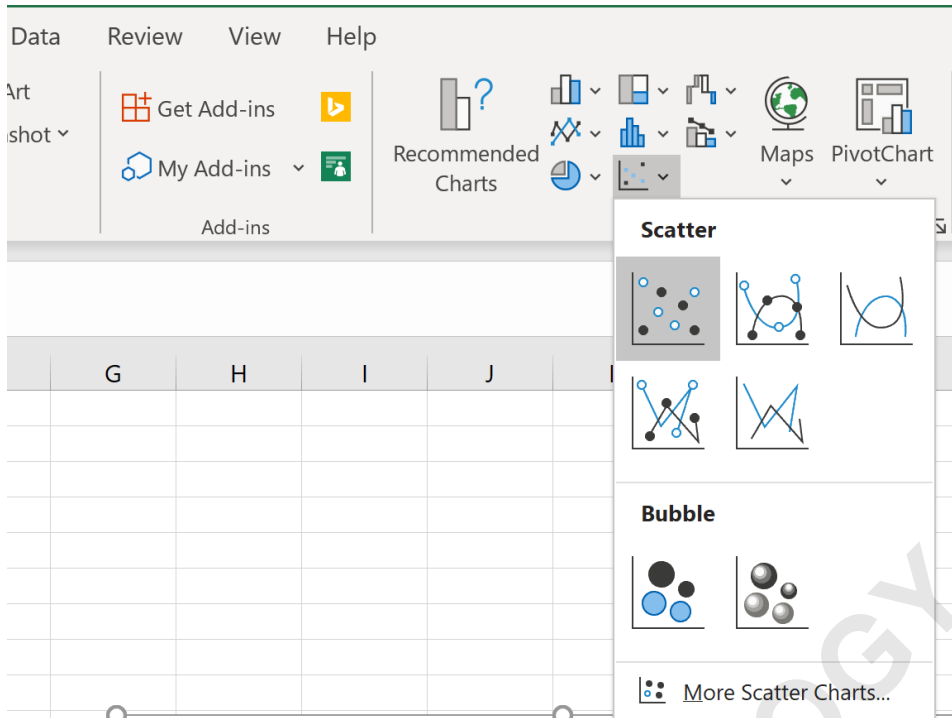 Data Review View Help
Art
shot
Get Add-ins
My Add-ins
Add-ins
Recommended
Charts
Maps
PivotChart
Scatter
G H I J
Bubble
More Scatter Charts...
OGY